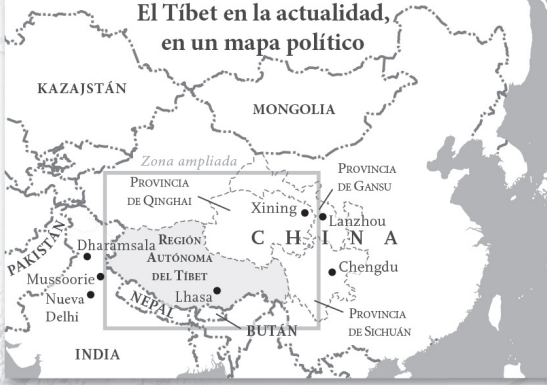 El Tíbet en la actualidad,
en un mapa político
KAZAJSTÁN
MONGOLIA
Zona ampliada
PROVINCIA
DE QINGHAI
PROVINCIA
DE GANSU
Xining
Lanzhou
CHINA
PAKISTÁN
Dharamsala
REGIÓN
AUTÓNOMA
DEL TÍBET
Chengdu
Mussoorie
Nueva
Delhi
Lhasa
NEPAL
BUTÁN
PROVINCIA
DE SICHUÁN
INDIA